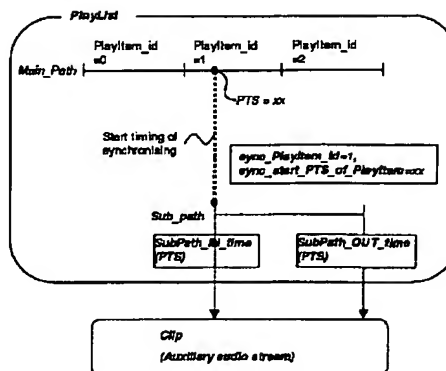 PlayList
PlayItem_id =0
PlayItem_id =1
PlayItem_id =2
Main_Path
PTS = xx
Start timing of
synchronising
sync_PlayItem_id=1,
sync_start_PTS_of_PlayItem=xx
Sub_path
SubPath_IN_time
(PTS)
SubPath_OUT_time
(PTS)
Clip
(Auxiliary audio stream)